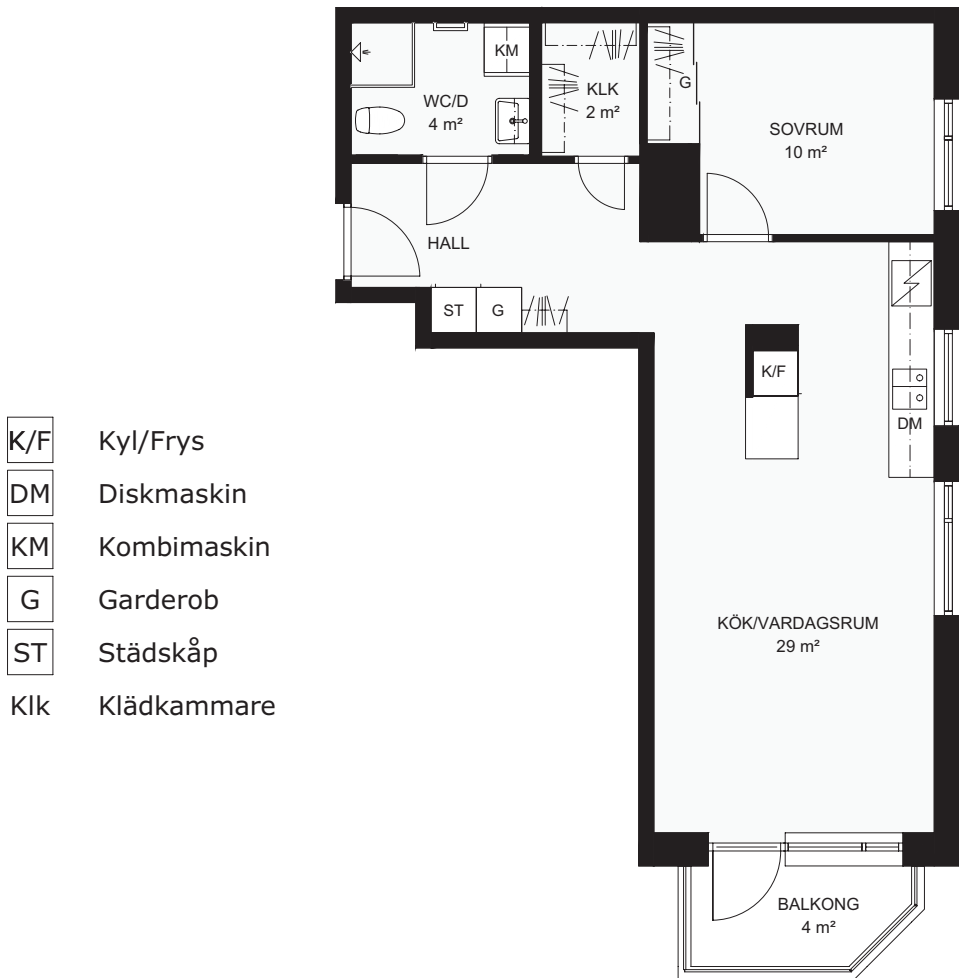 KM
WC/D
4 m²
KLK
2 m²
G
SOVRUM
10 m²
HALL
ST
G
K/F
DM
K/F Kyl/Frys
DM Diskmaskin
KM Kombimaskin
G Garderob
ST Städskåp
Klk Klädkammare
KÖK/VARDAGSRUM
29 m²
BALKONG
4 m²